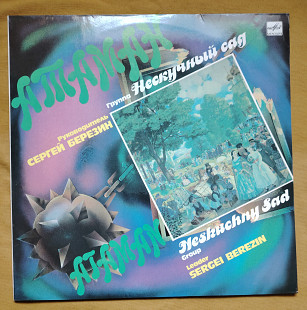 АТАМАН
Группа
Нескучный сад
Руководитель
СЕРГЕЙ БЕРЕЗИН
ATAMAN
Neskuchny Sad
Group
Leader
SERGEI BEREZIN